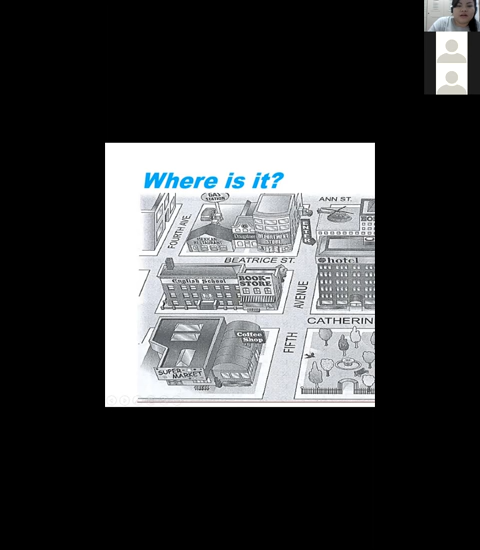 Where is it?
GAS
STATION
ANN ST.
FOURTH AVE.
DEPARTMENT
STORE
BEATRICE ST.
hotel
English School
BOOK-
STORE
FIFTH AVENUE
CATHERIN
Coffee
Shop
SUPER-
MARKET